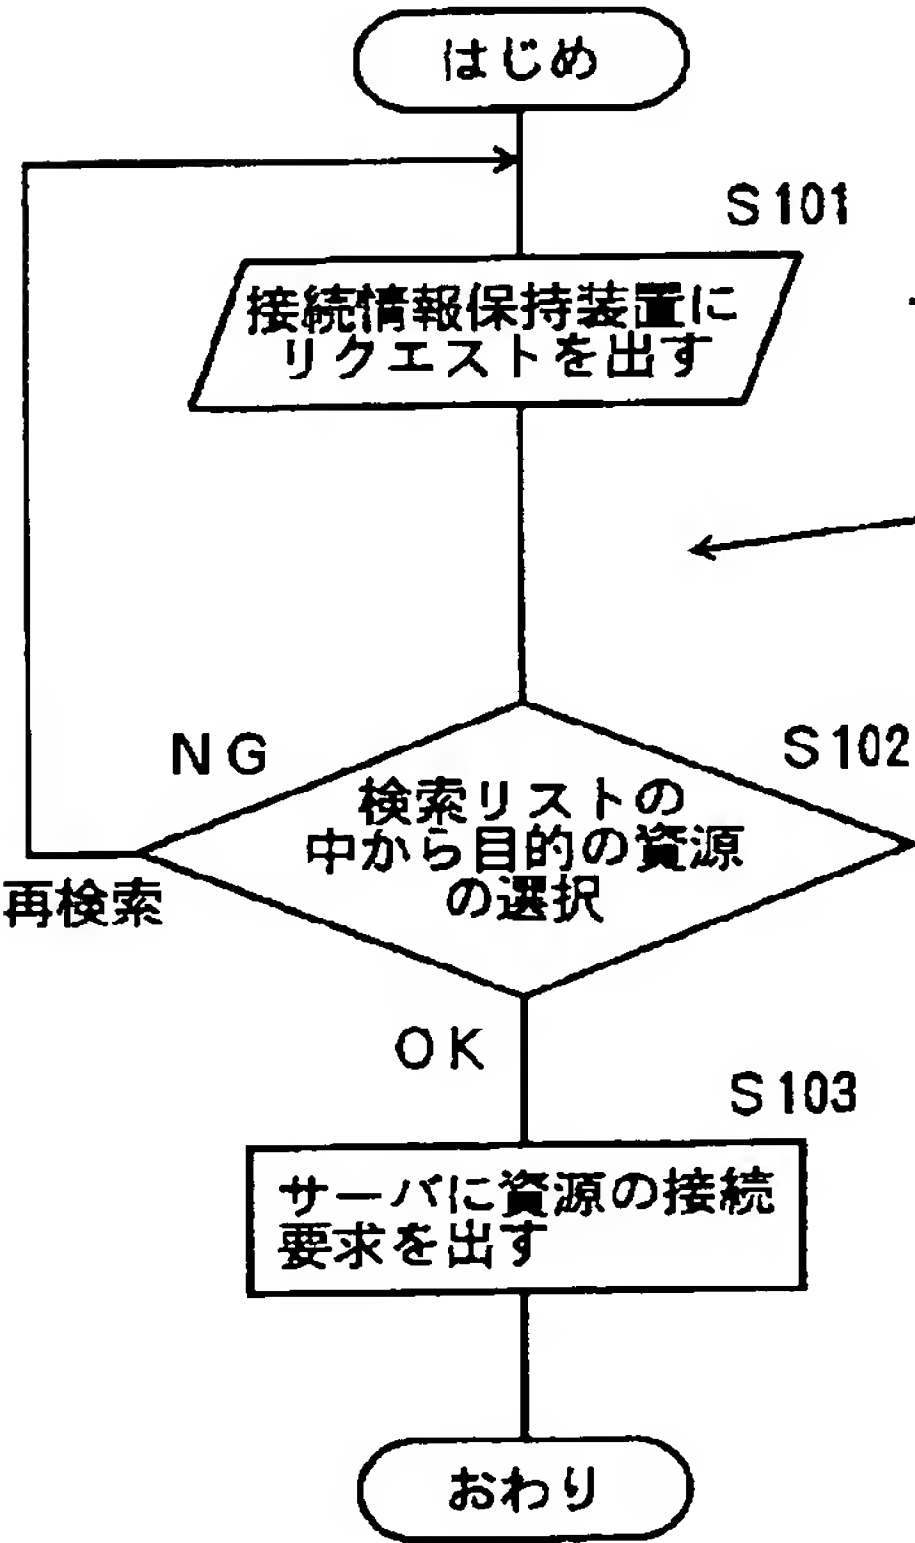 はじめ
S101
接続情報保持装置に
リクエストを出す
NG
S102
検索リストの
中から目的の資源
の選択
再検索
OK
S103
サーバに資源の接続
要求を出す
おわり